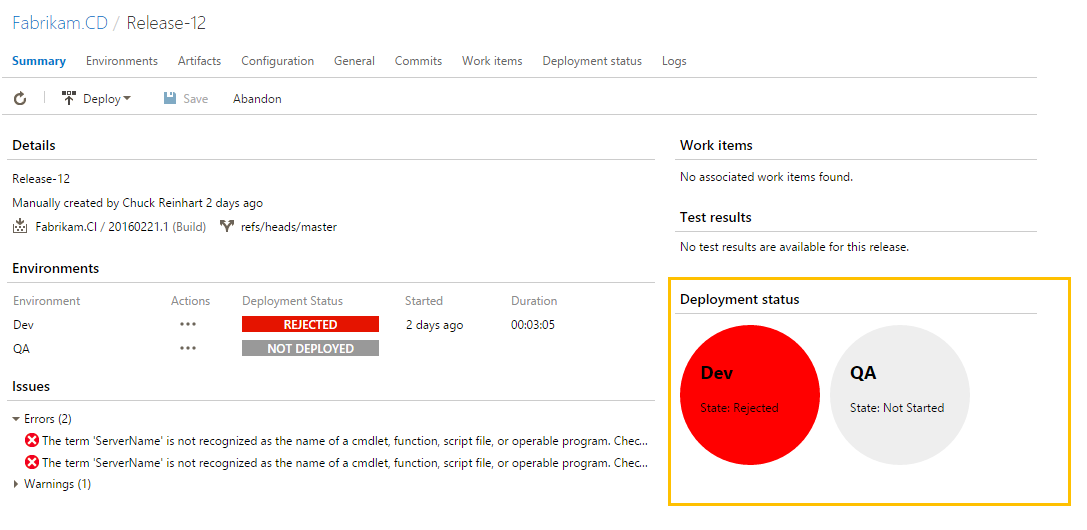 Fabrikam.CD / Release-12
Summary Environments Artifacts Configuration General Commits Work items Deployment status Logs
Deploy Save Abandon
Details
Release-12
Manually created by Chuck Reinhart 2 days ago
Fabrikam.CI / 20160221.1 (Build) refs/heads/master
Environments
Environment Actions Deployment Status Started Duration
Dev ••• REJECTED 2 days ago 00:03:05
QA ••• NOT DEPLOYED
Issues
Errors (2)
The term 'ServerName' is not recognized as the name of a cmdlet, function, script file, or operable program. Chec...
The term 'ServerName' is not recognized as the name of a cmdlet, function, script file, or operable program. Chec...
Warnings (1)
Work items
No associated work items found.
Test results
No test results are available for this release.
Deployment status
Dev
State: Rejected
QA
State: Not Started